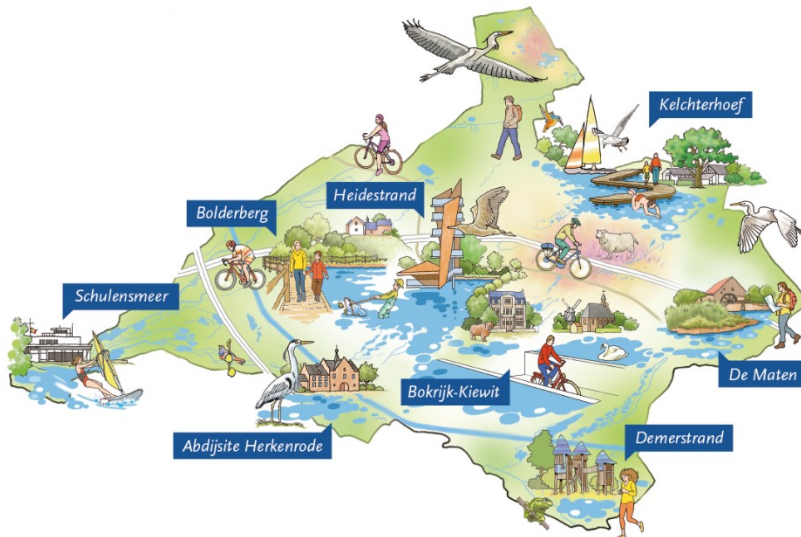 Kelchterhoef
Heidestrand
Bolderberg
Schulensmeer
De Maten
Bokrijk-Kiewit
Abdijsite Herkenrode
Demerstrand